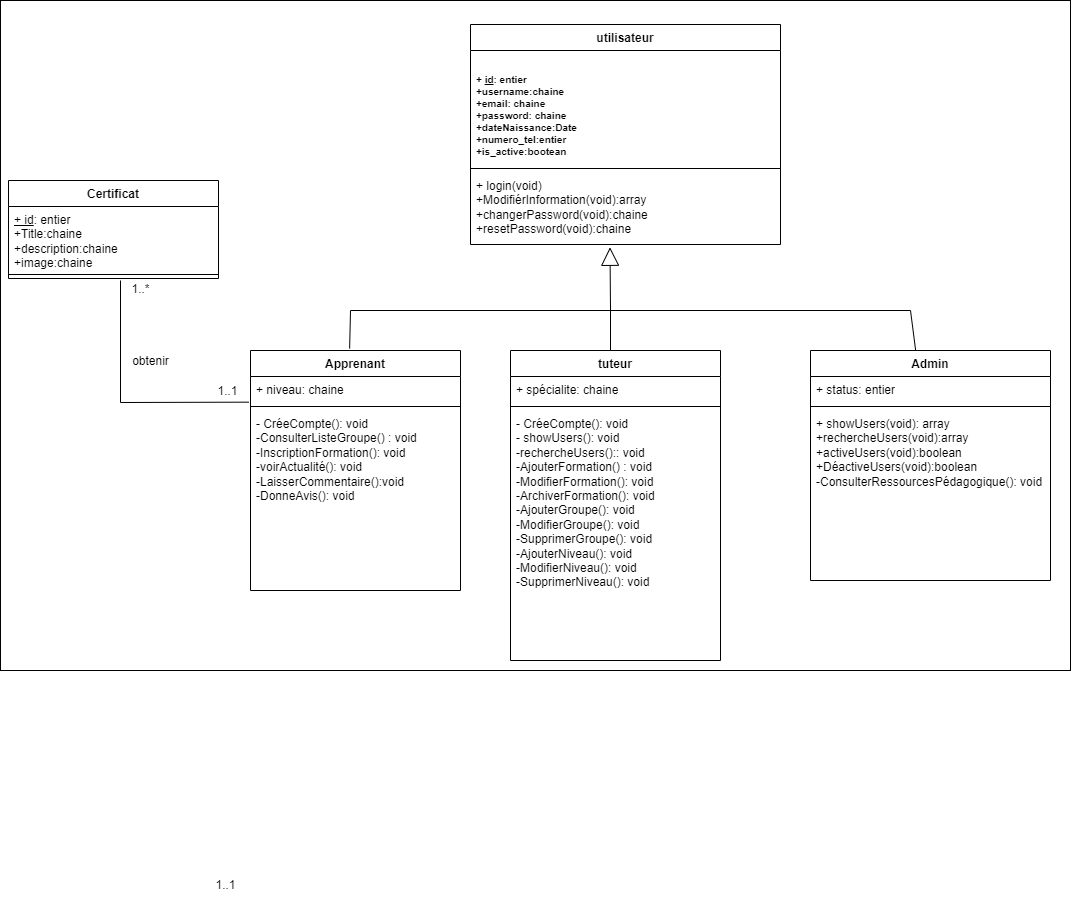 utilisateur
+ id: entier
+username:chaine
+email: chaine
+password: chaine
+dateNaissance:Date
+numero_tel:entier
+is_active:bootean
+ login(void)
+ModifiérInformation(void):array
+changerPassword(void):chaine
+resetPassword(void):chaine
Certificat
+ id: entier
+Title:chaine
+description:chaine
+image:chaine
1..*
obtenir
1..1
Apprenant
+ niveau: chaine
- CréeCompte(): void
-ConsulterListeGroupe() : void
-InscriptionFormation(): void
-voirActualité(): void
-LaisserCommentaire():void
-DonneAvis(): void
tuteur
+ spécialite: chaine
- CréeCompte(): void
- showUsers(): void
-rechercheUsers():: void
-AjouterFormation() : void
-ModifierFormation(): void
-ArchiverFormation(): void
-AjouterGroupe(): void
-ModifierGroupe(): void
-SupprimerGroupe(): void
-AjouterNiveau(): void
-ModifierNiveau(): void
-SupprimerNiveau(): void
Admin
+ status: entier
+ showUsers(void): array
+rechercheUsers(void):array
+activeUsers(void):boolean
+DéactiveUsers(void):boolean
-ConsulterRessourcesPédagogique(): void
1..1